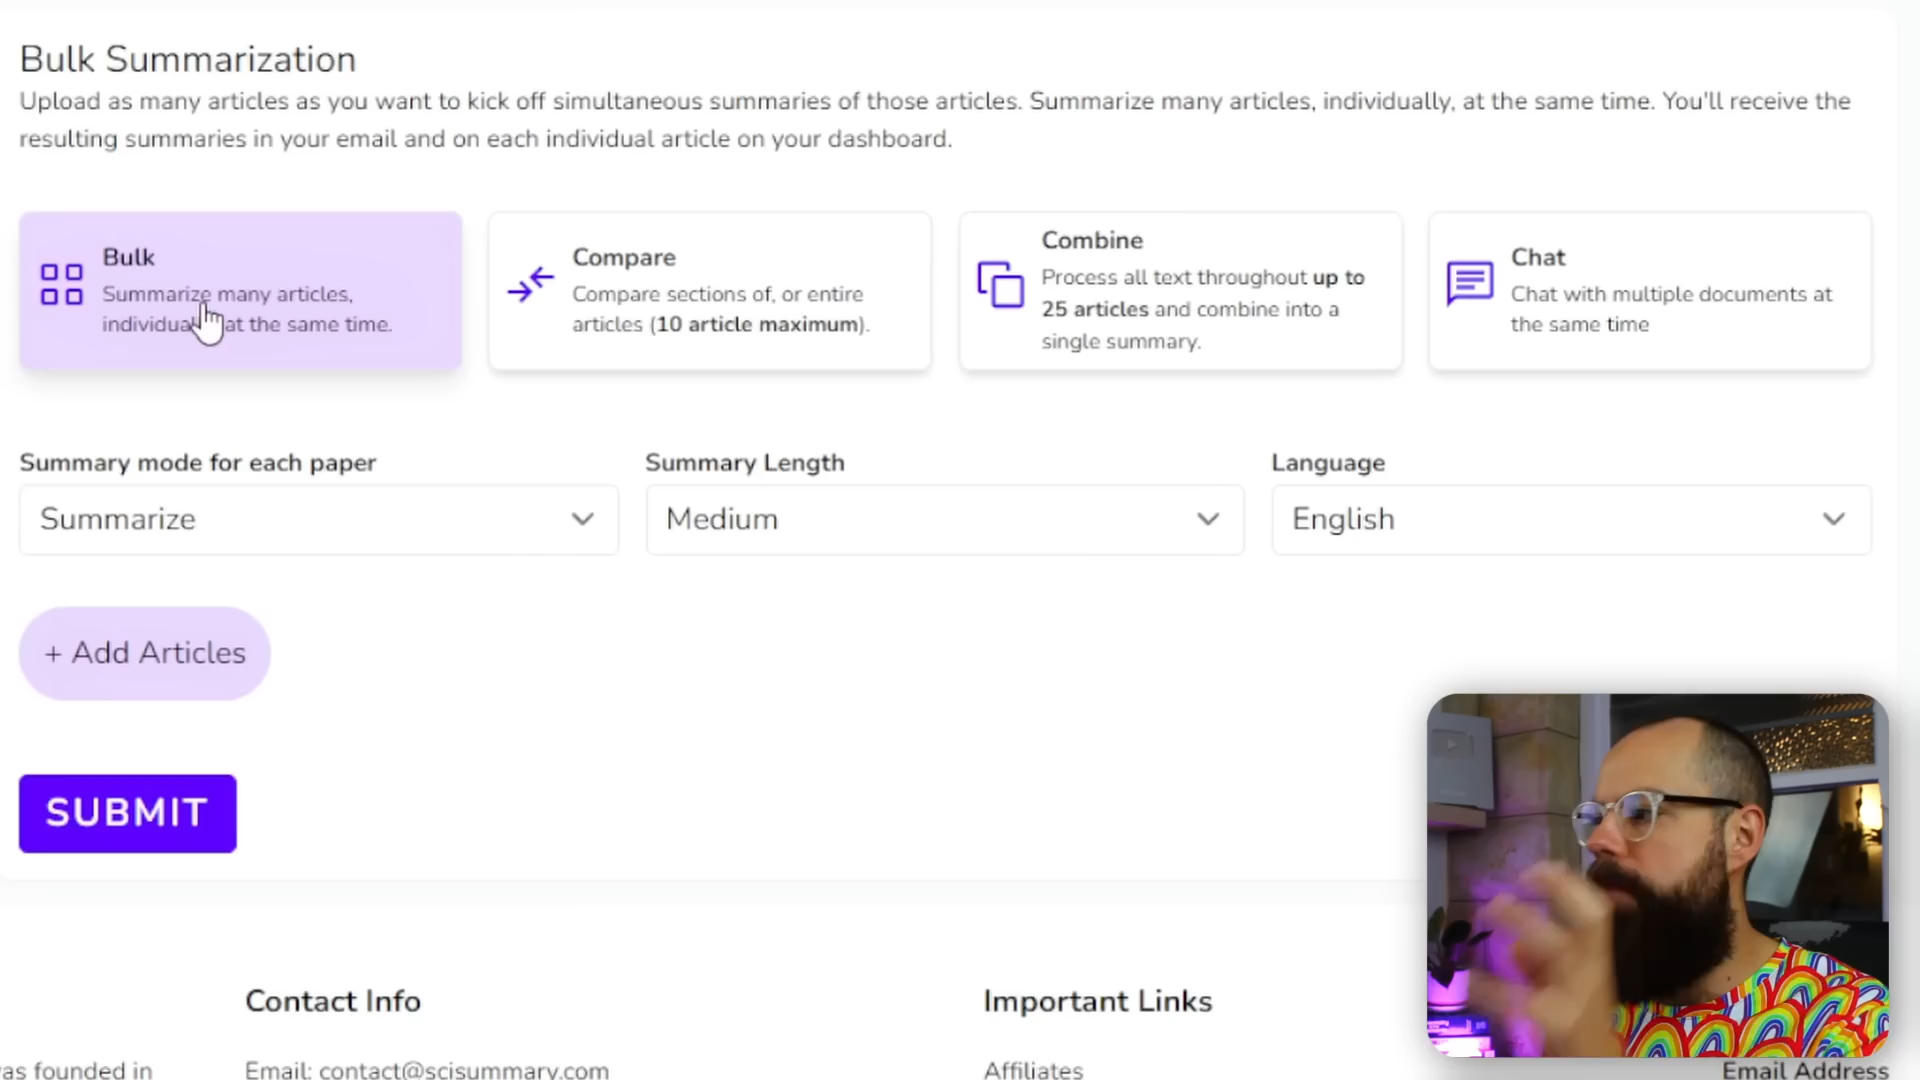 Bulk Summarization
Upload as many articles as you want to kick off simultaneous summaries of those articles. Summarize many articles, individually, at the same time. You'll receive the
resulting summaries in your email and on each individual article on your dashboard.
Bulk
Summarize many articles,
at the same time.
Compare
Compare sections of, or entire
articles (10 article maximum).
Combine
Process all text throughout up to
25 articles and combine into a
single summary.
Chat
Chat with multiple documents at
the same time
Summary mode for each paper
Summarize
Summary Length
Medium
Language
English
+ Add Articles
SUBMIT
Contact Info
Important Links
was founded in
Email: contact@scisummary.com
Affiliates
Email Address